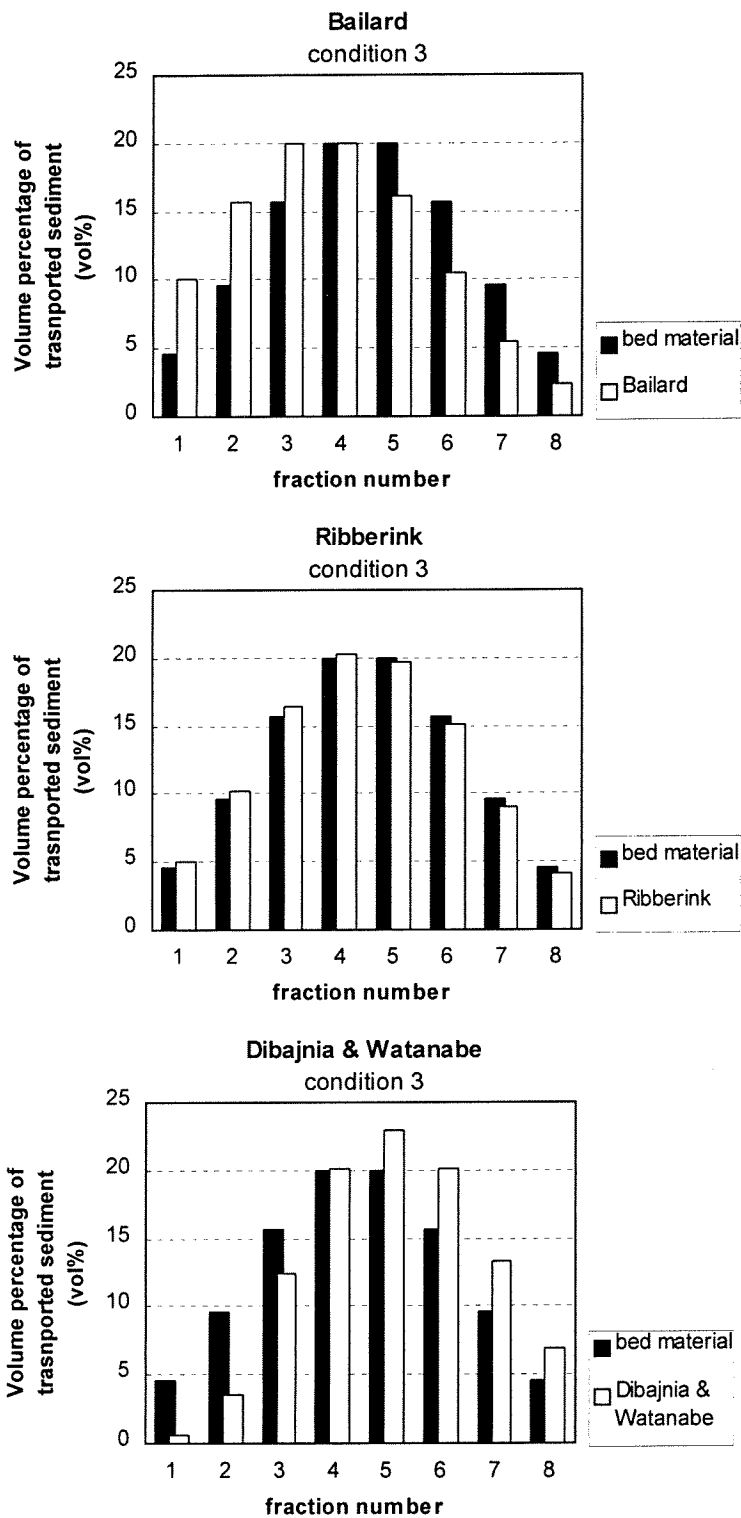 Bailard
condition 3
Volume percentage of
trasnported sediment
(vol%)
25
20
15
10
5
0
1 2 3 4 5 6 7 8
fraction number
bed material
Bailard
Ribberink
condition 3
Volume percentage of
trasnported sediment
(vol%)
25
20
15
10
5
0
1 2 3 4 5 6 7 8
fraction number
bed material
Ribberink
Dibajnia & Watanabe
condition 3
Volume percentage of
trasnported sediment
(vol%)
25
20
15
10
5
0
1 2 3 4 5 6 7 8
fraction number
bed material
Dibajnia &
Watanabe